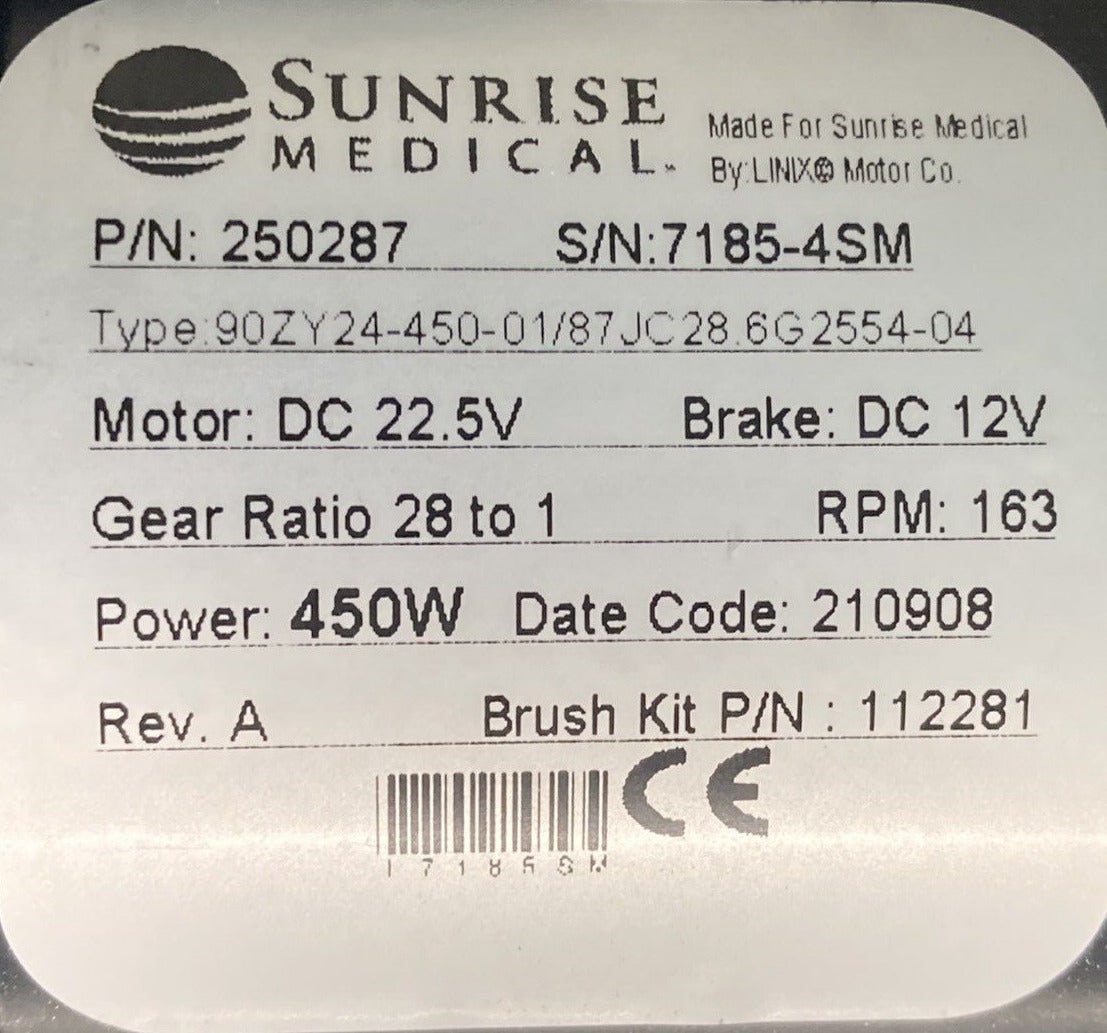 SUNRISE
MEDICAL™
Made For Sunrise Medical
By:LINIX® Motor Co.
P/N: 250287 S/N:7185-4SM
Type:90ZY24-450-01/87JC28.6G2554-04
Motor: DC 22.5V Brake: DC 12V
Gear Ratio 28 to 1 RPM: 163
Power: 450W Date Code: 210908
Rev. A Brush Kit P/N : 112281
CE